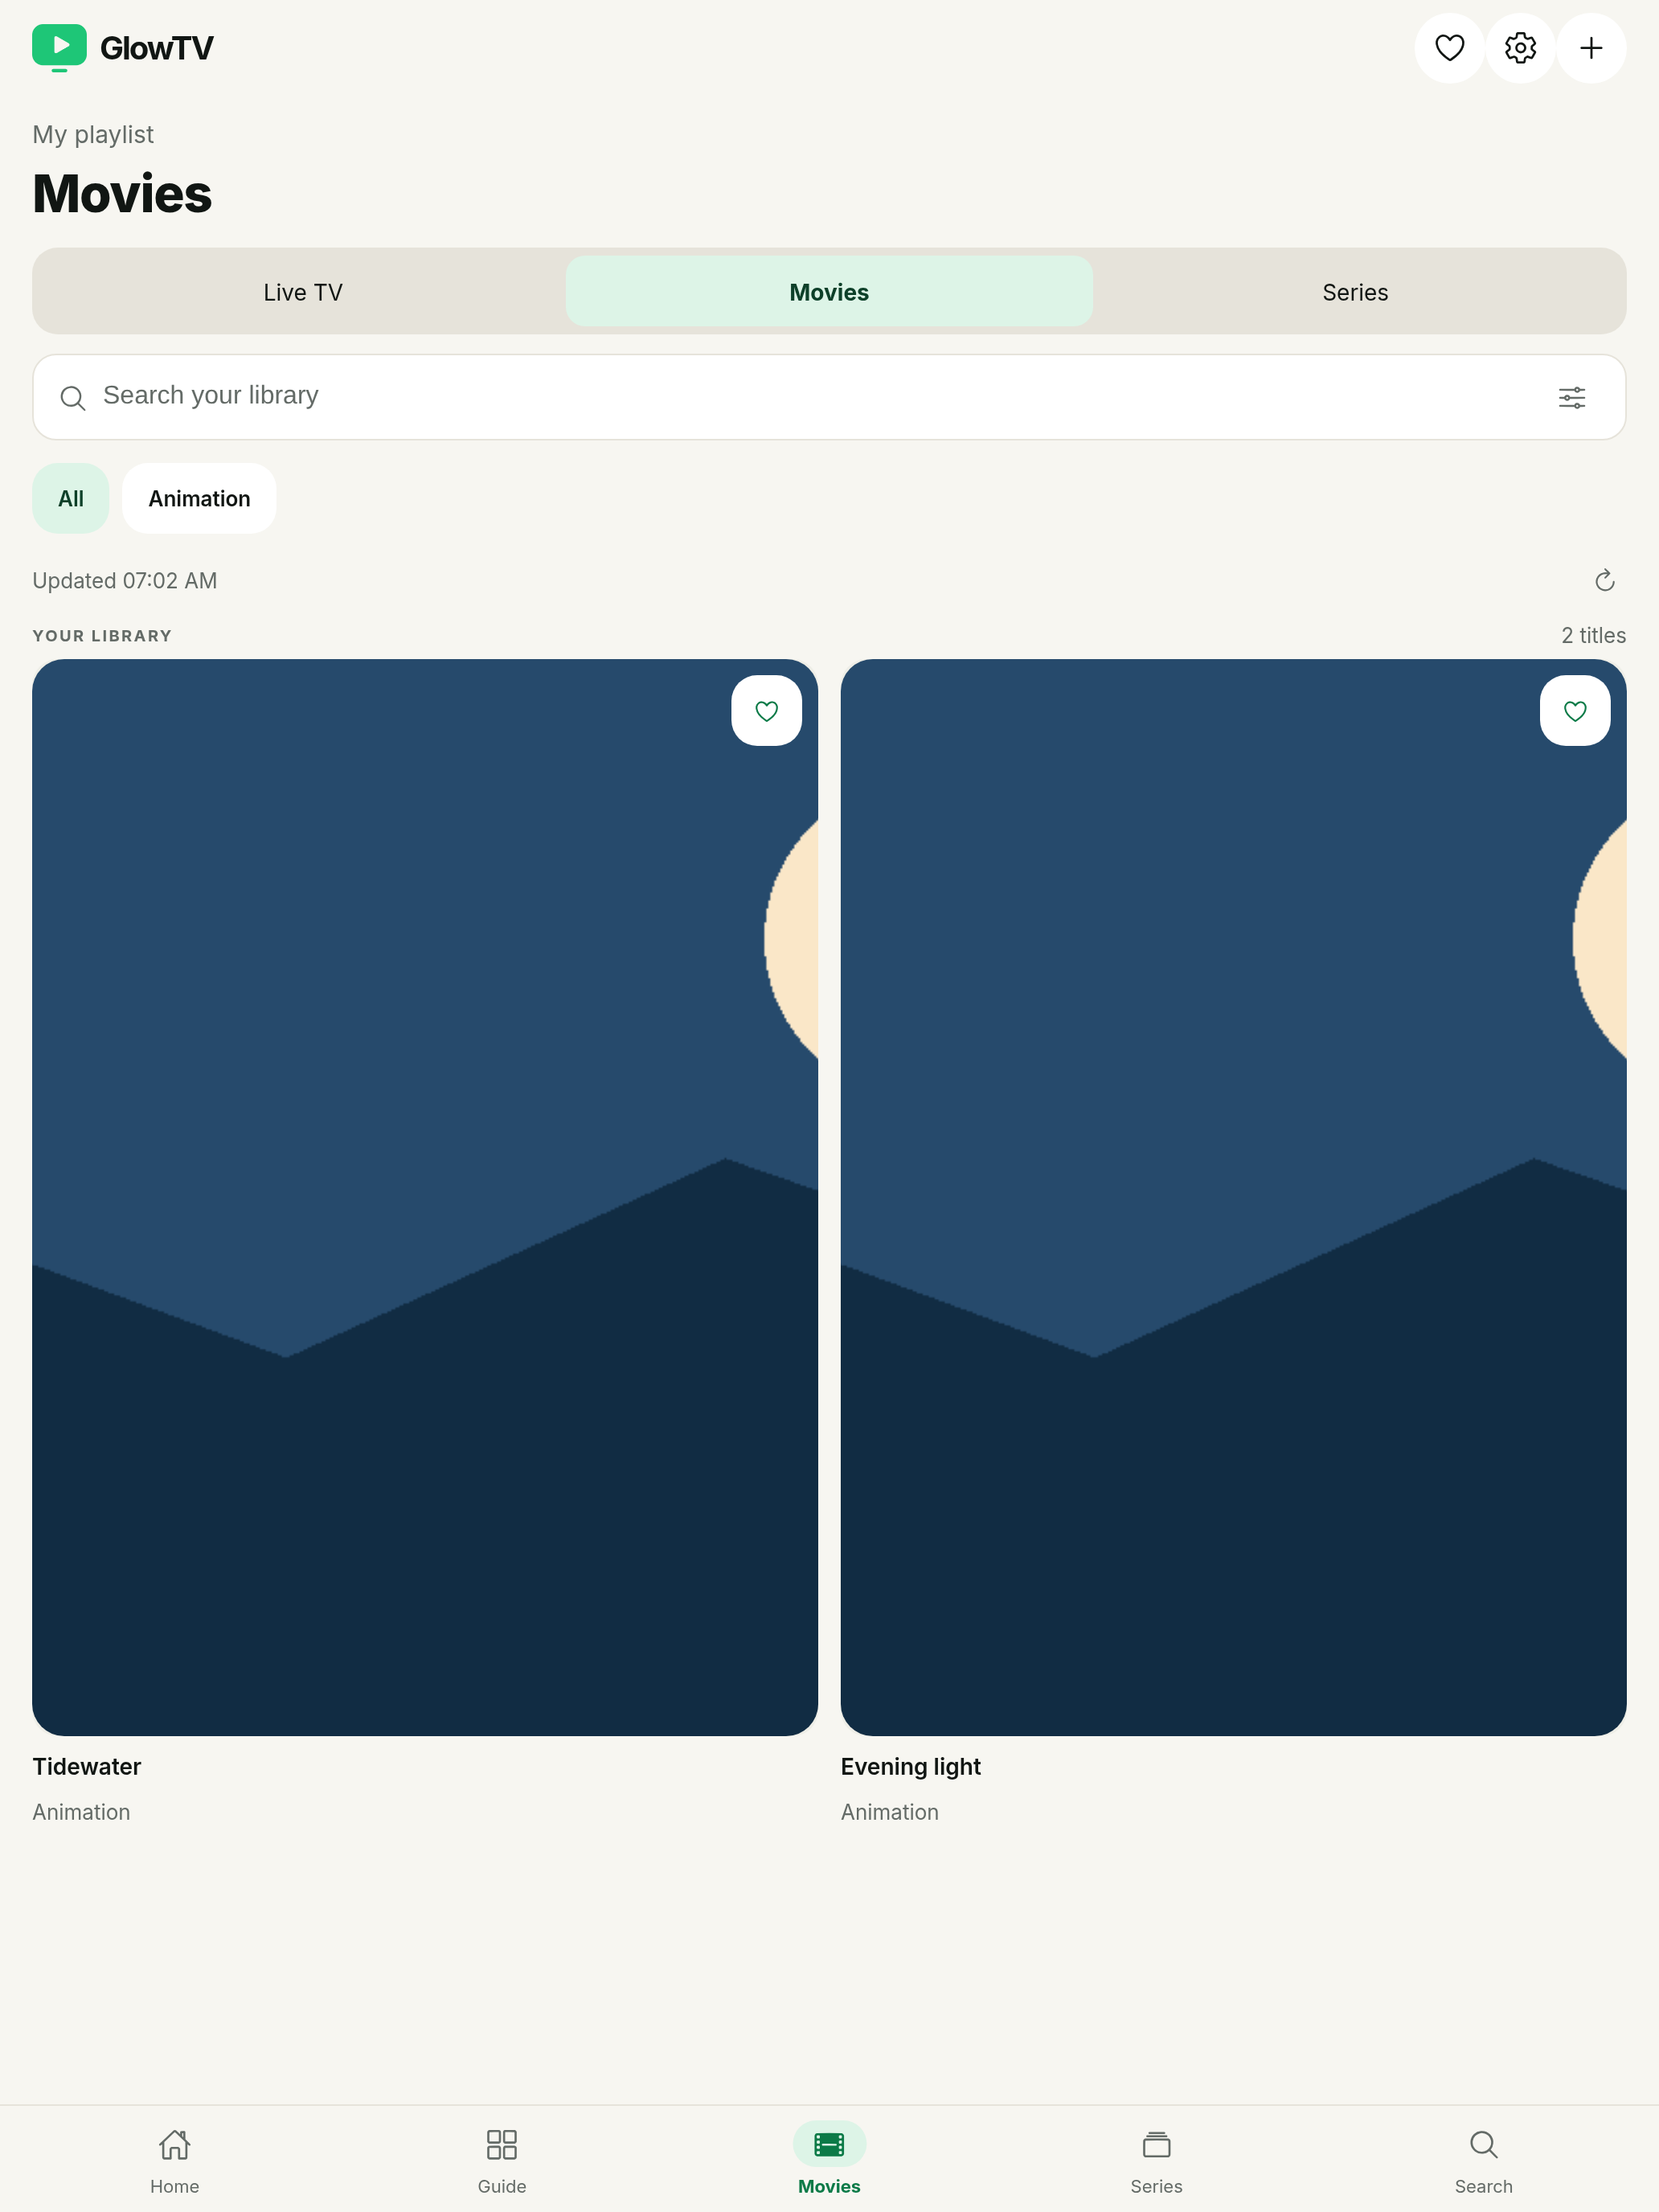 GlowTV
My playlist
Movies
Live TV
Movies
Series
Search your library
All
Animation
Updated 07:02 AM
YOUR LIBRARY
2 titles
Tidewater
Evening light
Animation
Animation
Home
Guide
Movies
Series
Search